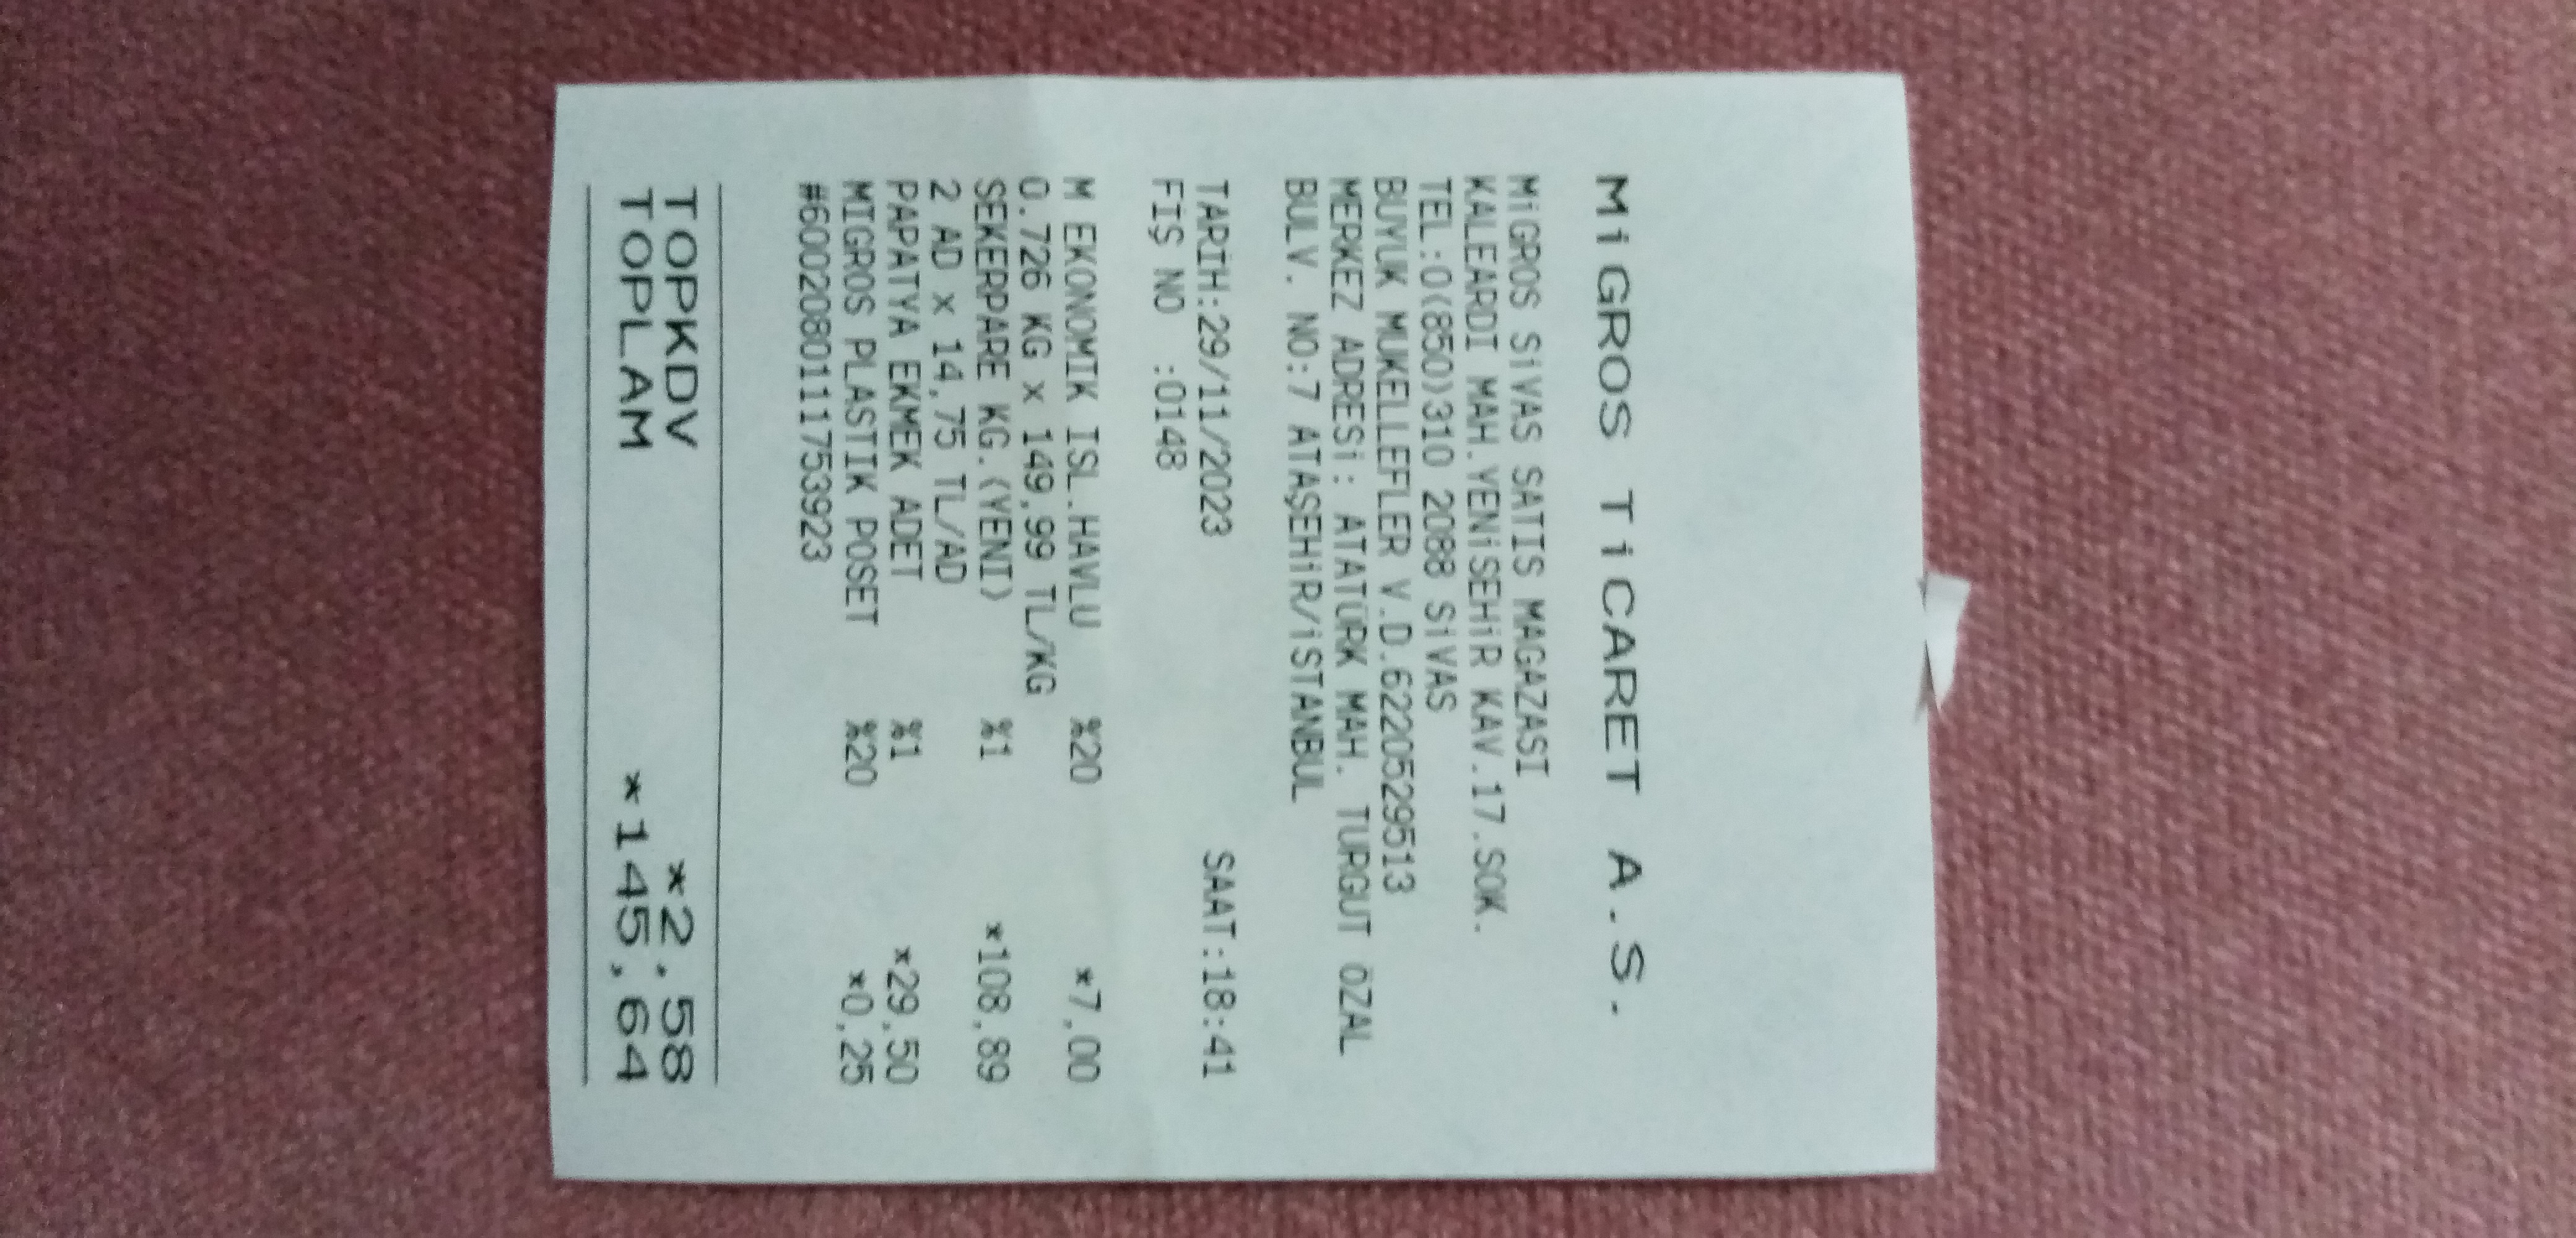 MiGROS TiCARET A.S.
MiGROS SiVAS SATIS MAGAZASI
KALEARDI MAH.YENiSEHiR KAV.17.SOK.
TEL:0(850)310 2088 SiVAS
BUYUK MUKELLEFLER V.D.6220529513
MERKEZ ADRESi: ATATÜRK MAH. TURGUT ÖZAL
BULV. NO:7 ATAŞEHiR/iSTANBUL
TARİH:29/11/2023 SAAT:18:41
FİŞ NO :0148
M EKONOMIK ISL.HAVLU %20 *7,00
0.726 KG x 149,99 TL/KG
SEKERPARE KG.(YENI) %1 *108,89
2 AD x 14,75 TL/AD
PAPATYA EKMEK ADET %1 *29,50
MIGROS PLASTIK POSET %20 *0,25
#6002080111753923
TOPKDV *2,58
TOPLAM *145,64